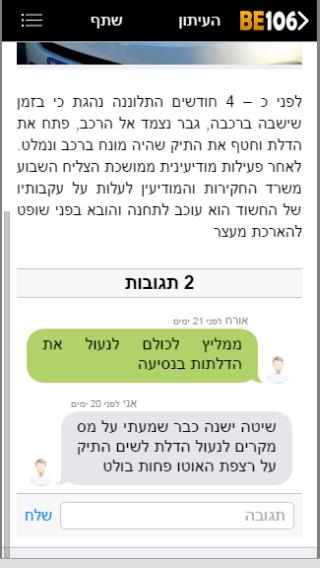 BE106>
העיתון
שתף
לפני כ – 4 חודשים התלוננה נהגת כי בזמן
שישבה ברכבה, גבר נצמד אל הרכב, פתח את
הדלת וחטף את התיק שהיה מונח ברכב ונמלט.
לאחר פעילות מודיעינית ממושכת הצליח השבוע
משרד החקירות והמודיעין לעלות על עקבותיו
של החשוד הוא עוכב לתחנה והובא בפני שופט
להארכת מעצר
2 תגובות
אורח לפני 21 ימים
ממליץ לכולם לנעול את
הדלתות בנסיעה
אני לפני 20 ימים
שיטה ישנה כבר שמעתי על מס
מקרים לנעול הדלת לשים התיק
על רצפת האוטו פחות בולט
תגובה
שלח